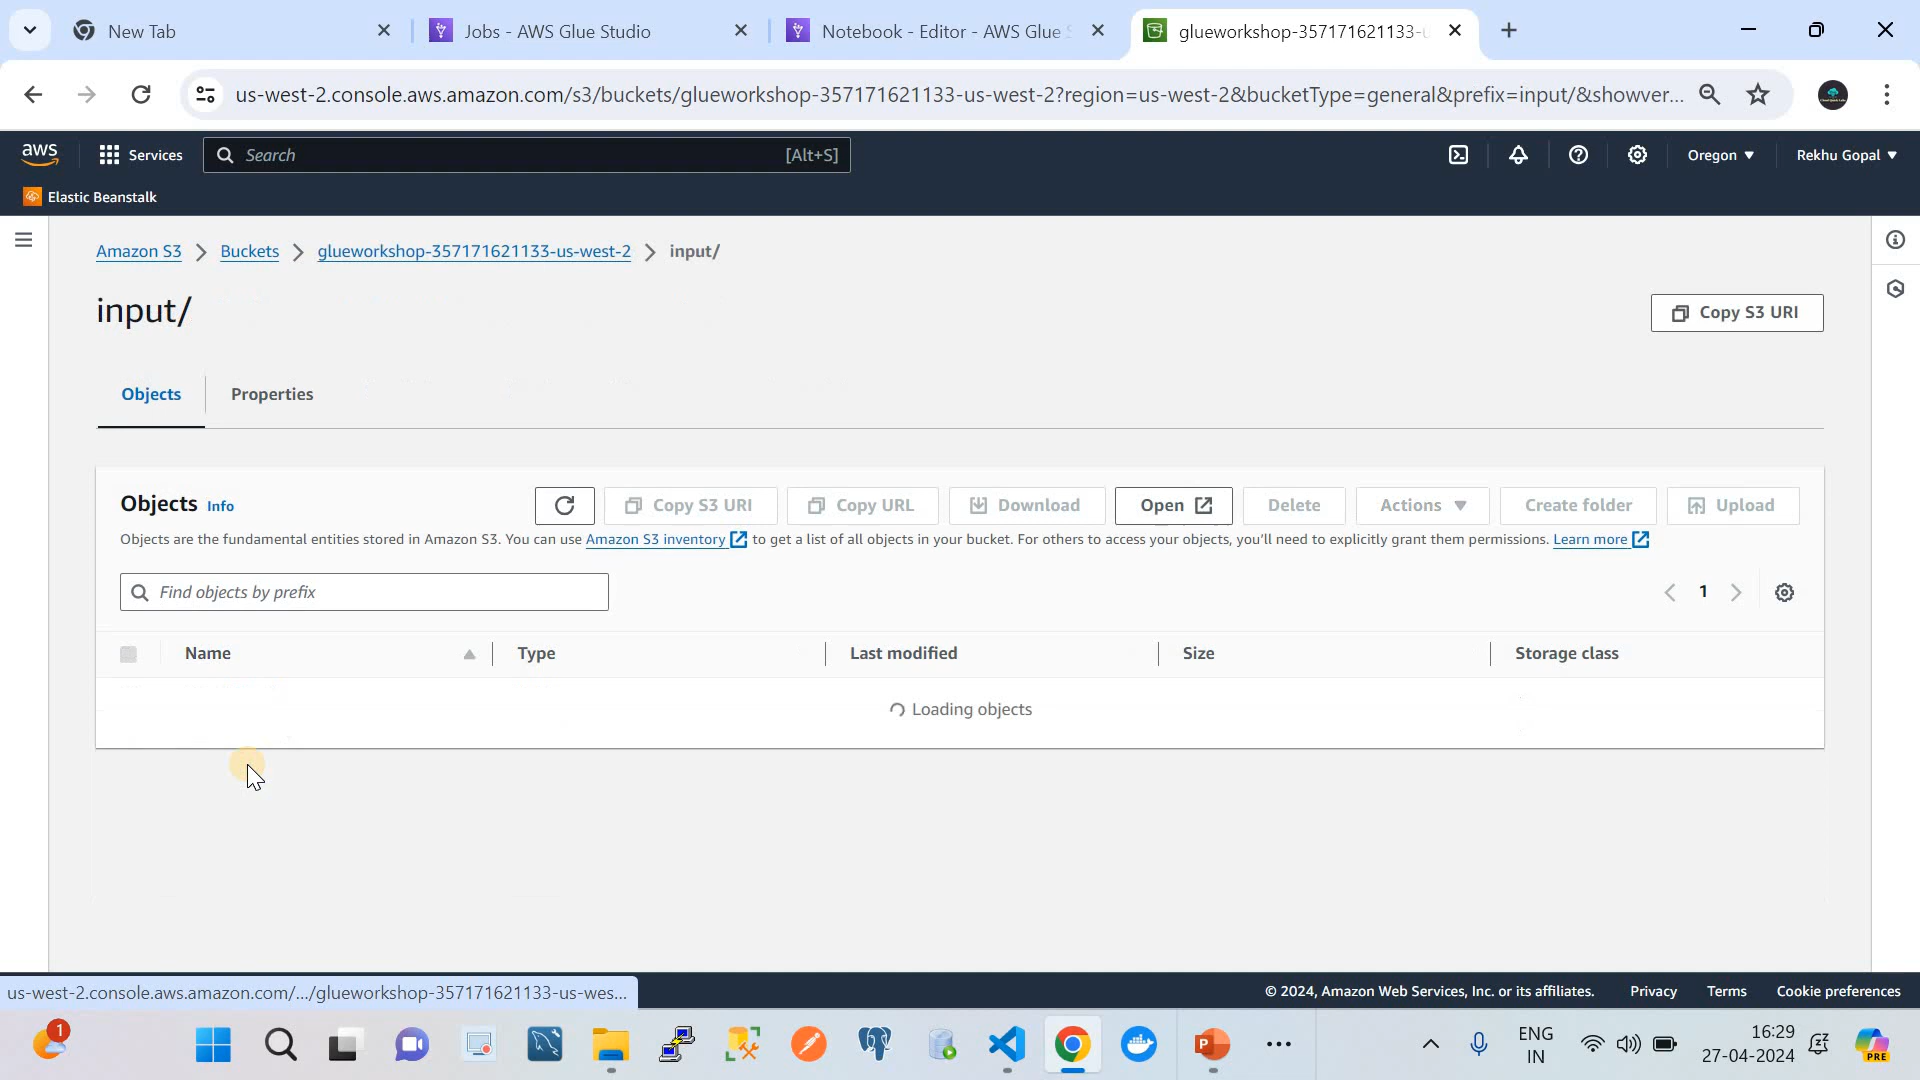 New Tab
Jobs - AWS Glue Studio
Notebook - Editor - AWS Glue S
glueworkshop-357171621133-u
us-west-2.console.aws.amazon.com/s3/buckets/glueworkshop-357171621133-us-west-2?region=us-west-2&bucketType=general&prefix=input/&showver...
aws
Services
Search
[Alt+S]
Oregon
Rekhu Gopal
Elastic Beanstalk
Amazon S3 > Buckets > glueworkshop-357171621133-us-west-2 > input/
input/
Copy S3 URI
Objects
Properties
Objects Info
Copy S3 URI
Copy URL
Download
Open
Delete
Actions
Create folder
Upload
Objects are the fundamental entities stored in Amazon S3. You can use Amazon S3 inventory to get a list of all objects in your bucket. For others to access your objects, you'll need to explicitly grant them permissions. Learn more
Find objects by prefix
1
Name
Type
Last modified
Size
Storage class
Loading objects
us-west-2.console.aws.amazon.com/.../glueworkshop-357171621133-us-wes...
© 2024, Amazon Web Services, Inc. or its affiliates.
Privacy
Terms
Cookie preferences
1
ENG
IN
16:29
27-04-2024
PRE